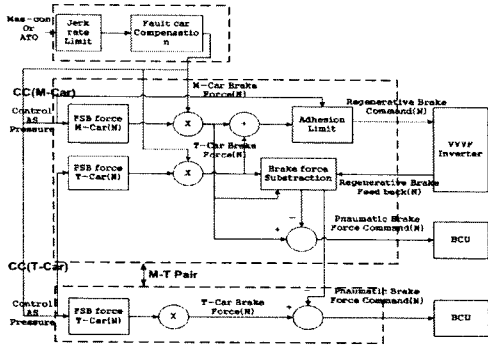 Mas-con
Or
ATO
Jerk
rate
Limit
Fault car
Compensatio
n
CC(M-Car)
M-Car Brake
Force(N)
Regenerative Brake
Command(N)
Control
AS
Pressure
FSB force
M-Car(N)
X
+
Adhesion
Limit
T-Car Brake
Force(N)
VVVF
Inverter
FSB force
T-Car(N)
X
Brake force
Substraction
Regenerative Brake
Feedback(N)
-
+
Pnaumatic Brake
Force Command(N)
BCU
CC(T-Car)
M-T Pair
Control
AS
Pressure
FSB force
T-Car(N)
X
T-Car Brake
Force(N)
+
-
Pnaumatic Brake
Force Command(N)
BCU